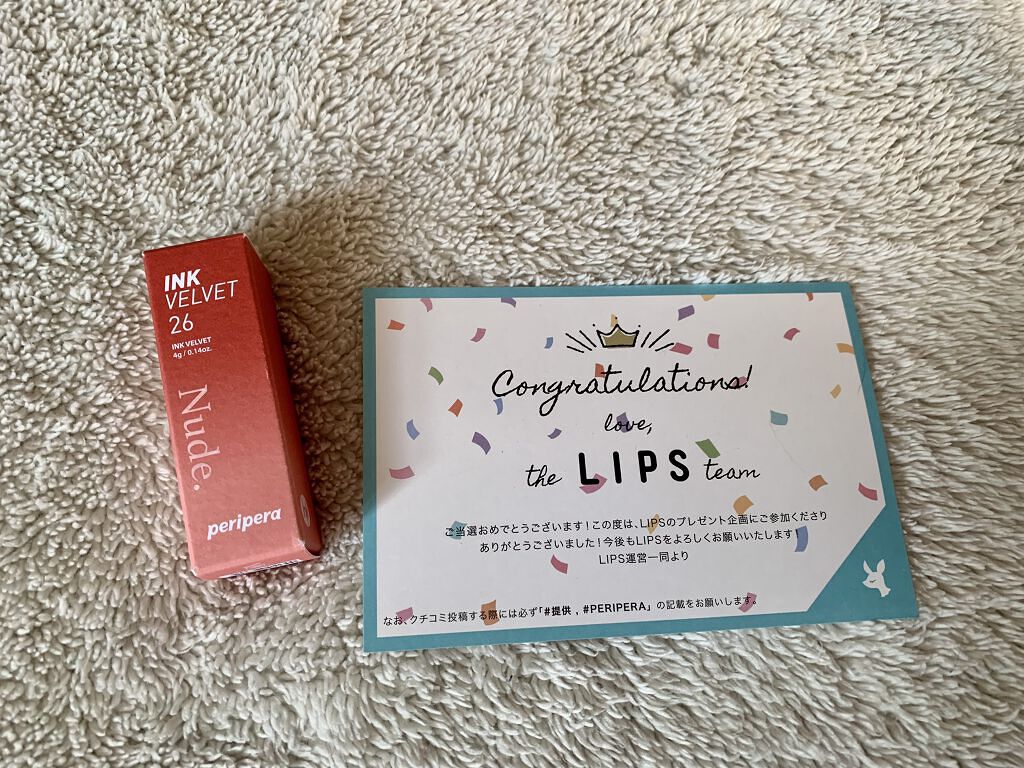 INK
VELVET
26
INK VELVET
4g / 0.14oz.
Nude.
peripera
Congratulations!
love,
the LIPS team
ご当選おめでとうございます！この度は、LIPSのプレゼント企画にご参加くださり
ありがとうございました！今後もLIPSをよろしくお願いいたします！
LIPS運営一同より
なお、クチコミ投稿する際には必ず「#提供 , #PERIPERA」の記載をお願いします。